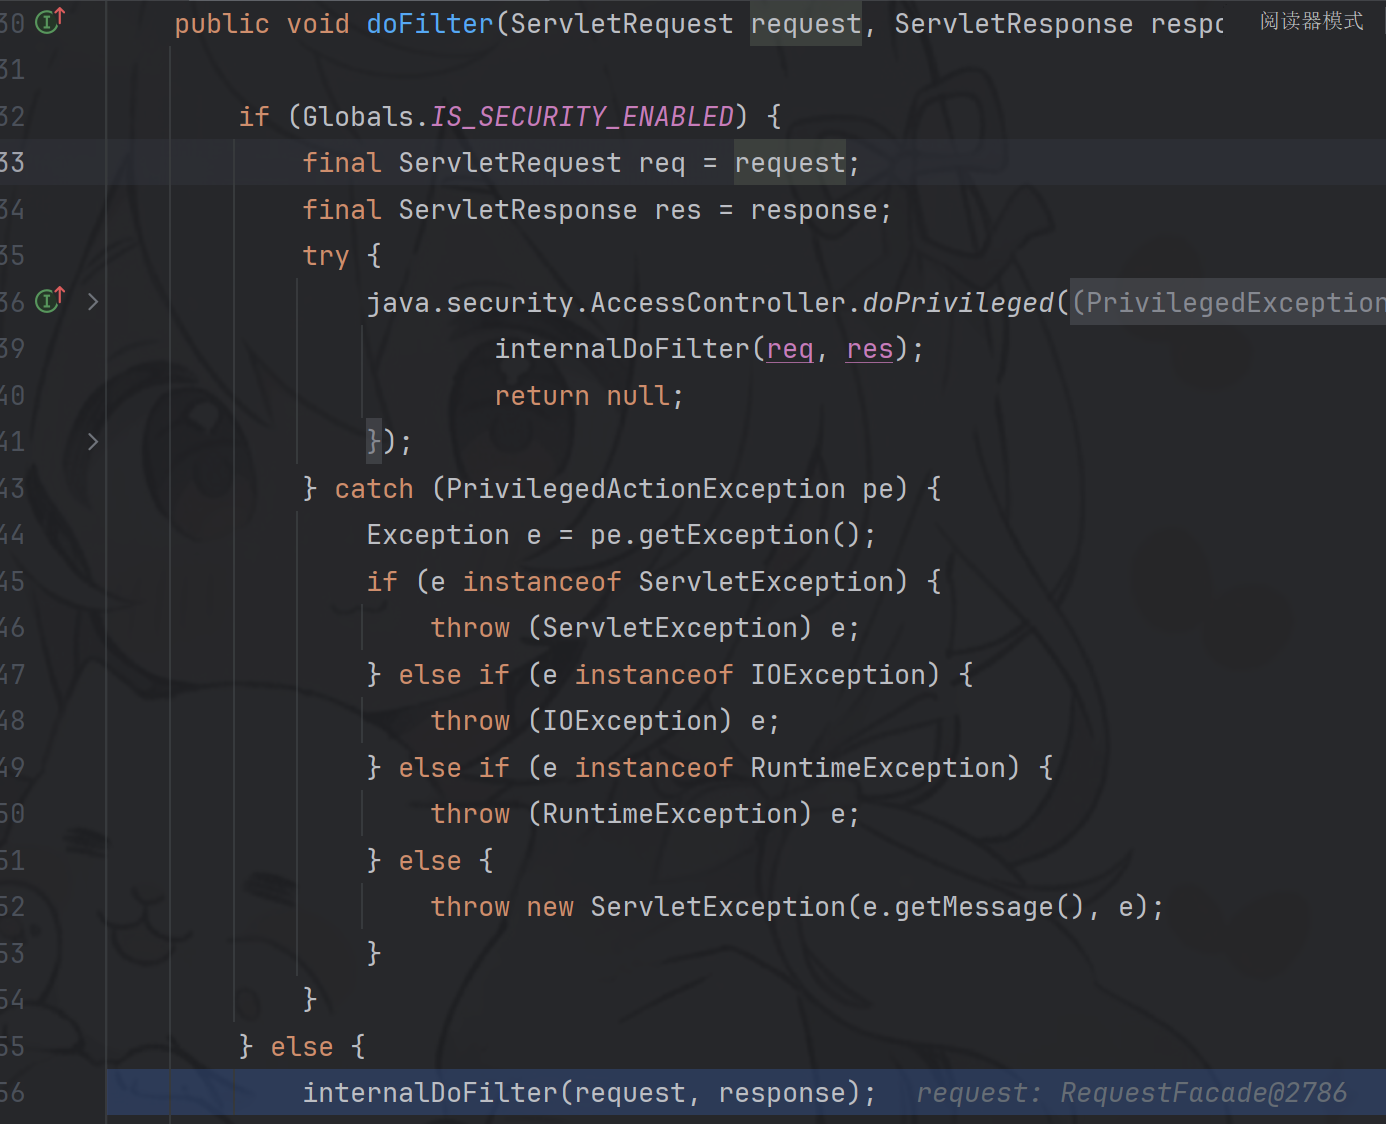 30 public void doFilter(ServletRequest request, ServletResponse respo 阅读器模式
31
32 if (Globals.IS_SECURITY_ENABLED) {
33 final ServletRequest req = request;
34 final ServletResponse res = response;
35 try {
36 java.security.AccessController.doPrivileged((PrivilegedException
39 internalDoFilter(req, res);
40 return null;
41 });
43 } catch (PrivilegedActionException pe) {
44 Exception e = pe.getException();
45 if (e instanceof ServletException) {
46 throw (ServletException) e;
47 } else if (e instanceof IOException) {
48 throw (IOException) e;
49 } else if (e instanceof RuntimeException) {
50 throw (RuntimeException) e;
51 } else {
52 throw new ServletException(e.getMessage(), e);
53 }
54 }
55 } else {
56 internalDoFilter(request, response); request: RequestFacade@2786